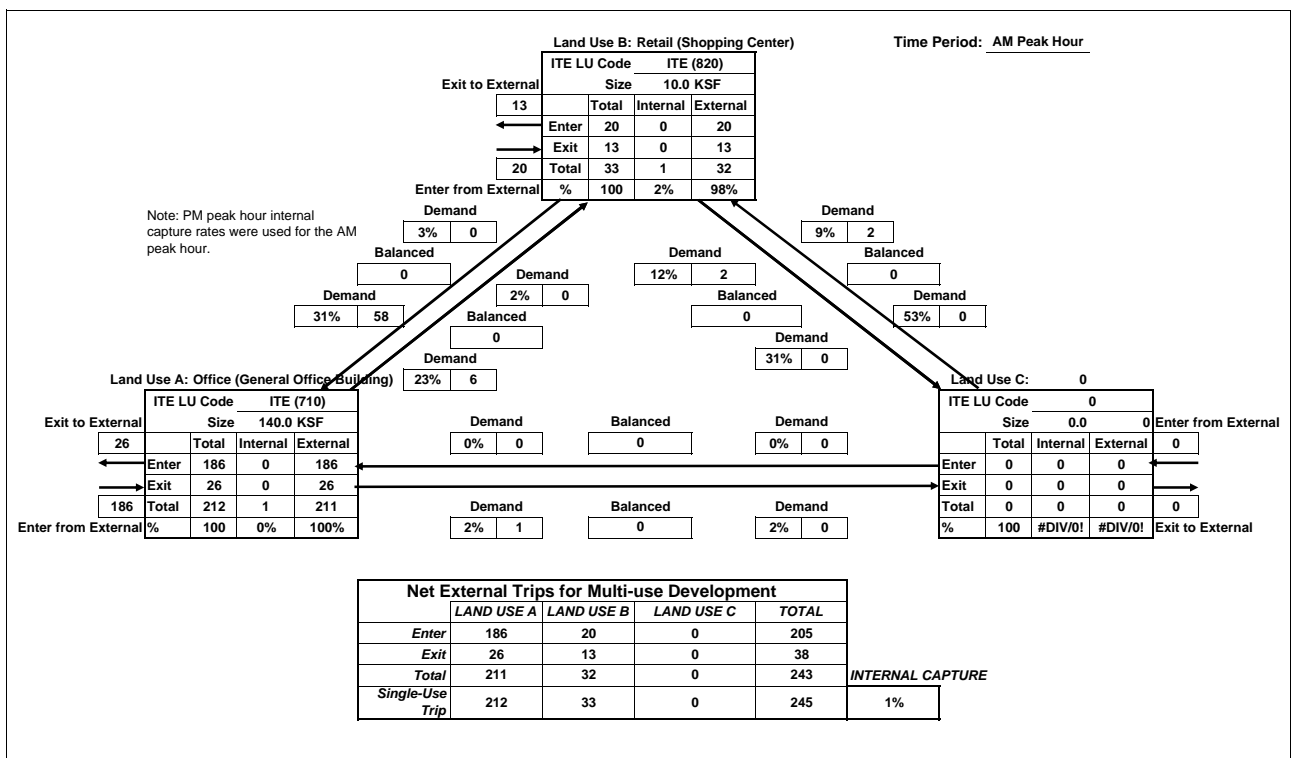 Land Use B: Retail (Shopping Center)
Time Period: AM Peak Hour
ITE LU Code ITE (820)
Exit to External Size 10.0 KSF
13 Total Internal External
Enter 20 0 20
Exit 13 0 13
20 Total 33 1 32
Enter from External % 100 2% 98%
Note: PM peak hour internal
capture rates were used for the AM
peak hour.
Demand
3% 0
Balanced
0
Demand
31% 58
Demand
2% 0
Balanced
0
Demand
23% 6
Demand
12% 2
Balanced
0
Demand
31% 0
Demand
9% 2
Balanced
0
Demand
53% 0
Land Use A: Office (General Office Building)
ITE LU Code ITE (710)
Exit to External Size 140.0 KSF
26 Total Internal External
Enter 186 0 186
Exit 26 0 26
186 Total 212 1 211
Enter from External % 100 0% 100%
Demand Balanced Demand
0% 0 0 0% 0
Demand Balanced Demand
2% 1 0 2% 0
Land Use C: 0
ITE LU Code 0
Size 0.0 0 Enter from External
Total Internal External 0
Enter 0 0 0
Exit 0 0 0
Total 0 0 0 0
% 100 #DIV/0! #DIV/0! Exit to External
Net External Trips for Multi-use Development
LAND USE A LAND USE B LAND USE C TOTAL
Enter 186 20 0 205
Exit 26 13 0 38
Total 211 32 0 243 INTERNAL CAPTURE
Single-Use
Trip 212 33 0 245 1%